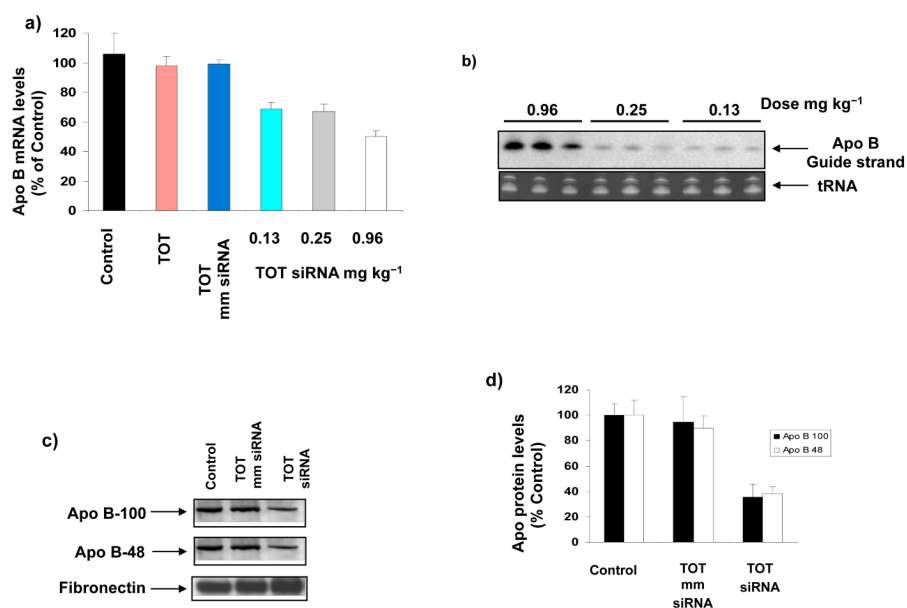 a)
Apo B mRNA levels
(% of Control)
120
100
80
60
40
20
0
Control
TOT
TOT
mm siRNA
0.13 0.25 0.96
TOT siRNA mg kg⁻¹
b)
Dose mg kg⁻¹
0.96 0.25 0.13
Apo B
Guide strand
tRNA
c)
Control
TOT
mm siRNA
TOT
siRNA
Apo B-100
Apo B-48
Fibronectin
d)
Apo protein levels
(% Control)
120
100
80
60
40
20
0
Apo B 100
Apo B 48
Control
TOT
mm
siRNA
TOT
siRNA